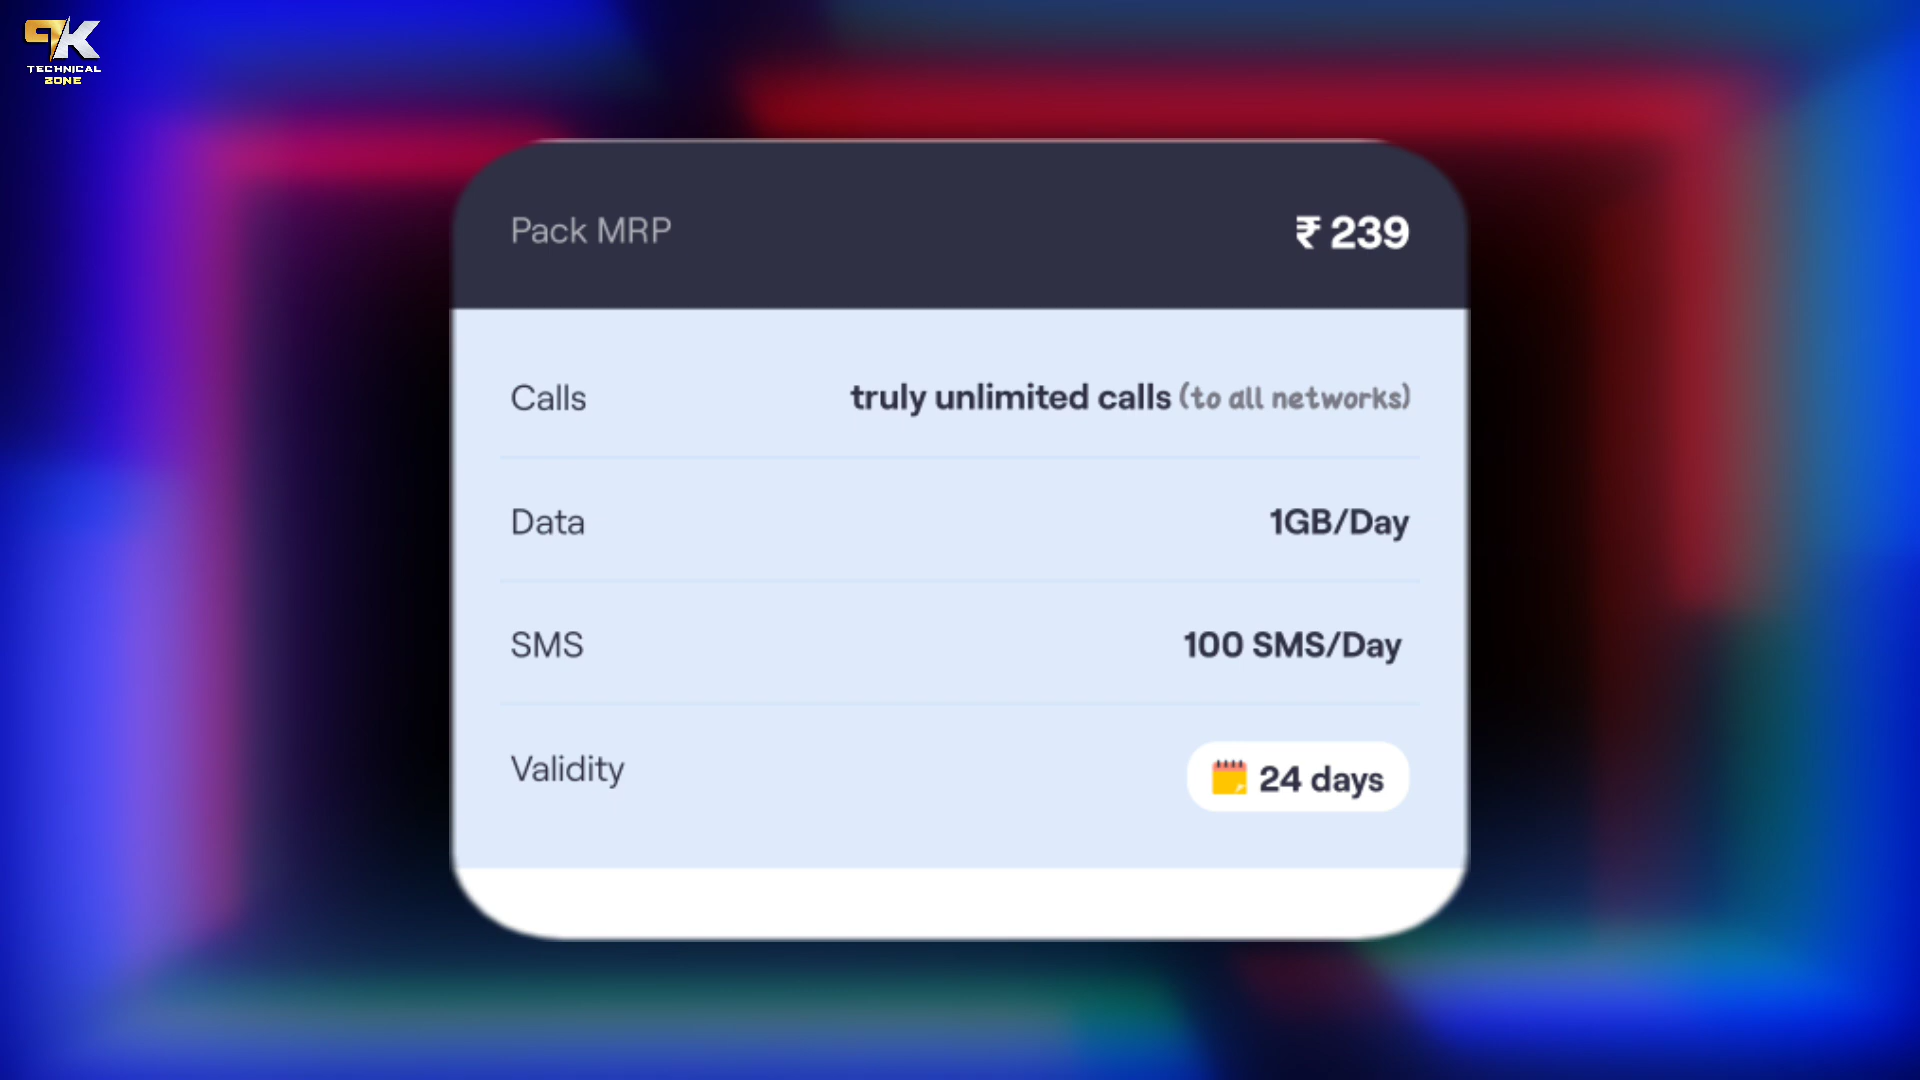 PK
TECHNICAL
ZONE
Pack MRP ₹ 239
Calls truly unlimited calls (to all networks)
Data 1GB/Day
SMS 100 SMS/Day
Validity 24 days